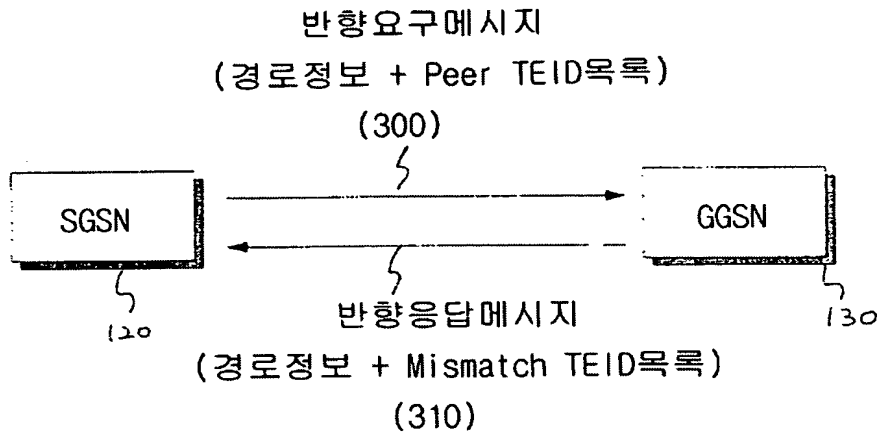 반향요구메시지
(경로정보 + Peer TEID목록)
(300)
SGSN
GGSN
120
130
반향응답메시지
(경로정보 + Mismatch TEID목록)
(310)